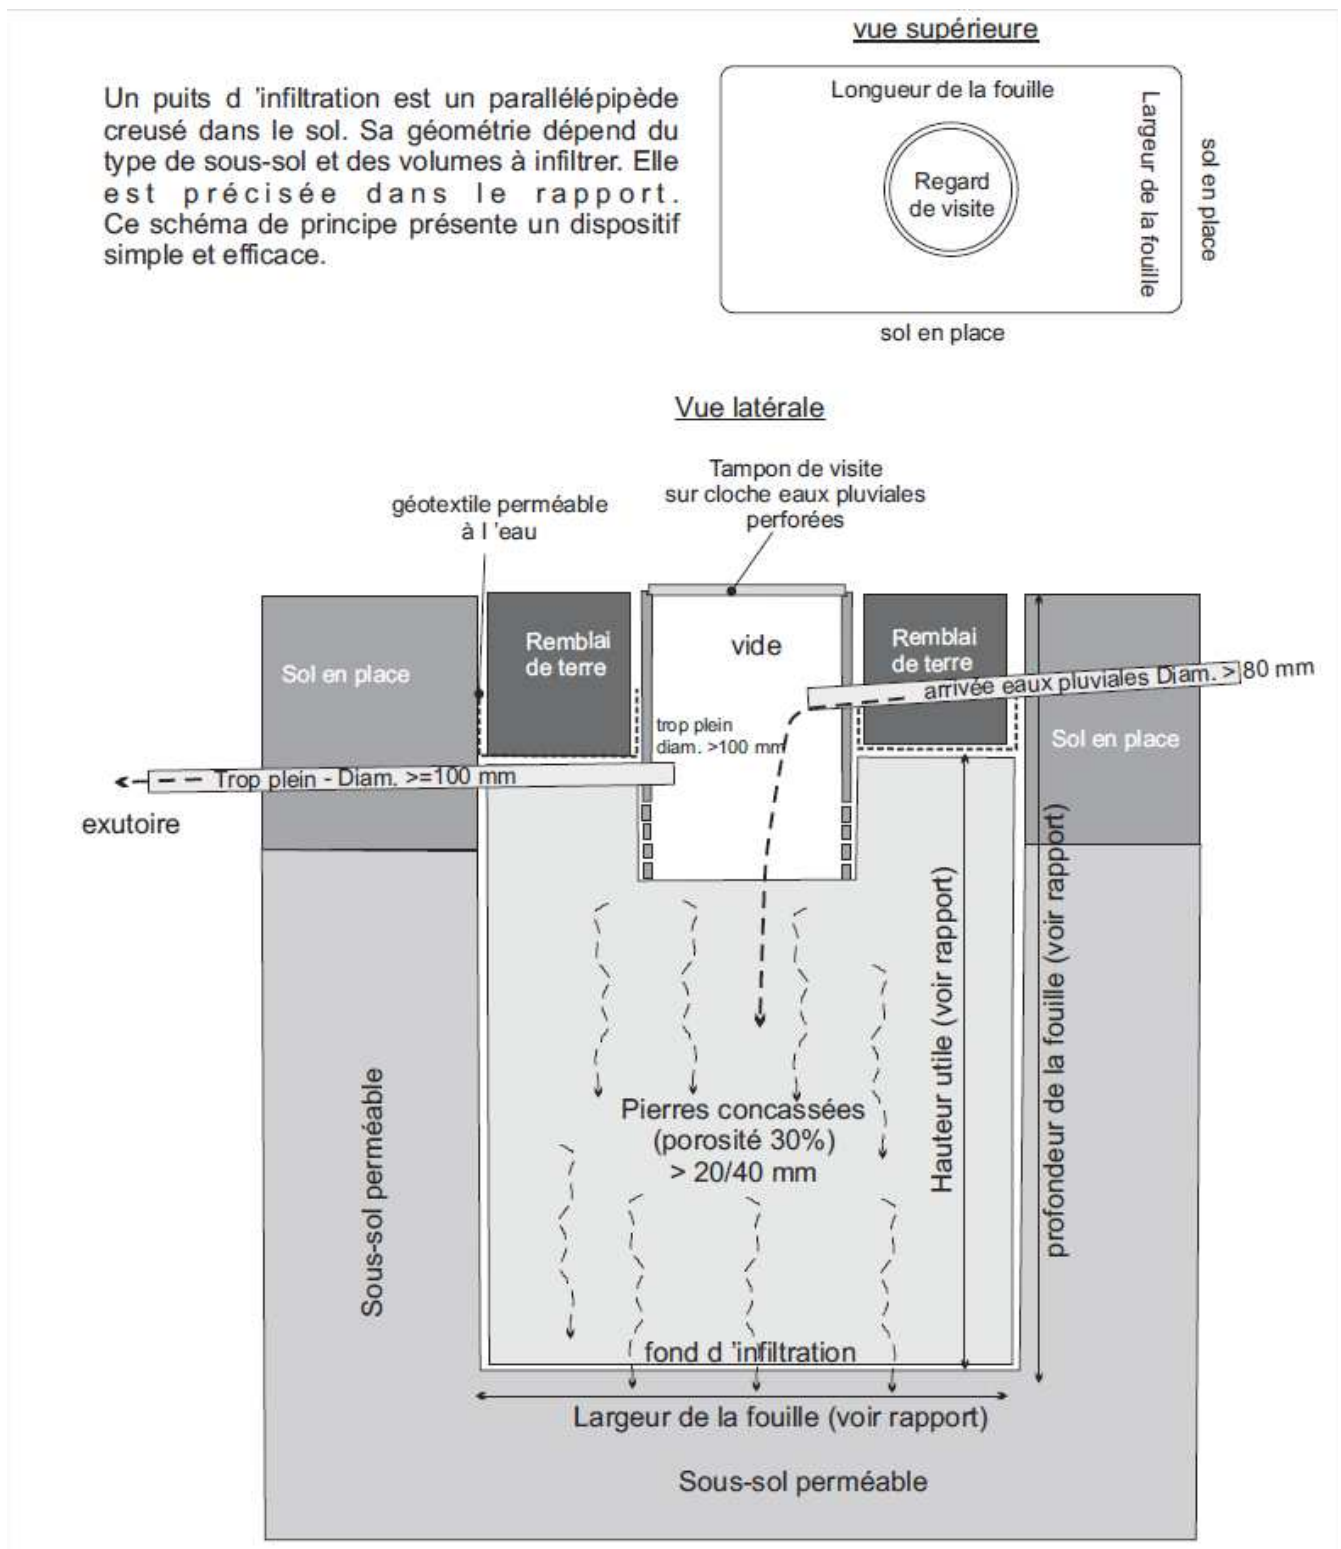 vue supérieure
Un puits d 'infiltration est un parallélépipède
creusé dans le sol. Sa géométrie dépend du
type de sous-sol et des volumes à infiltrer. Elle
est précisée dans le rapport.
Ce schéma de principe présente un dispositif
simple et efficace.
Longueur de la fouille
Largeur de la fouille
sol en place
Regard
de visite
sol en place
Vue latérale
Tampon de visite
sur cloche eaux pluviales
perforées
géotextile perméable
à l 'eau
Remblai
de terre
vide
Remblai
de terre
Sol en place
arrivée eaux pluviales Diam. > 80 mm
trop plein
diam. >100 mm
Sol en place
Trop plein - Diam. >=100 mm
exutoire
Hauteur utile (voir rapport)
profondeur de la fouille (voir rapport)
Sous-sol perméable
Pierres concassées
(porosité 30%)
> 20/40 mm
fond d 'infiltration
Largeur de la fouille (voir rapport)
Sous-sol perméable